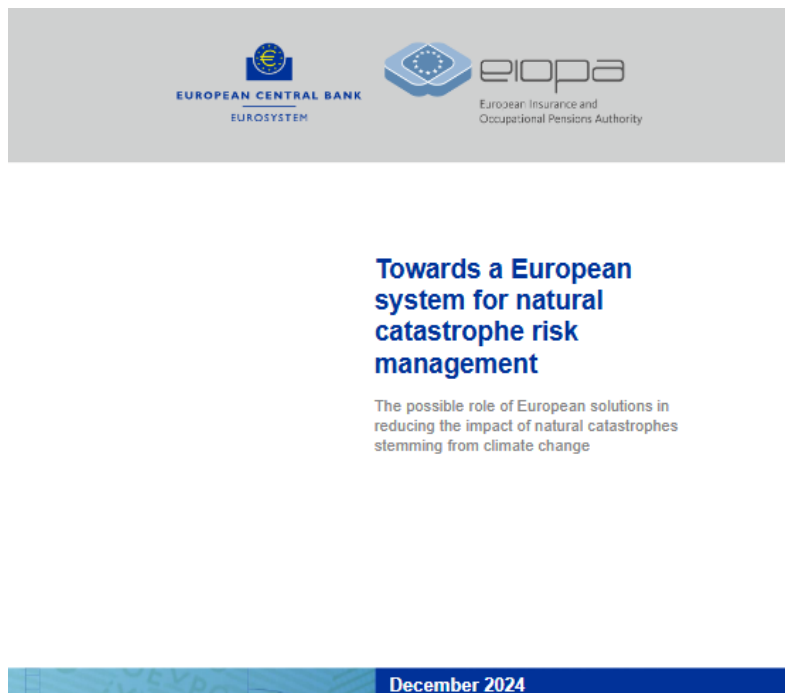 EUROPEAN CENTRAL BANK
EUROSYSTEM
eiopa
European Insurance and
Occupational Pensions Authority
Towards a European
system for natural
catastrophe risk
management
The possible role of European solutions in
reducing the impact of natural catastrophes
stemming from climate change
December 2024